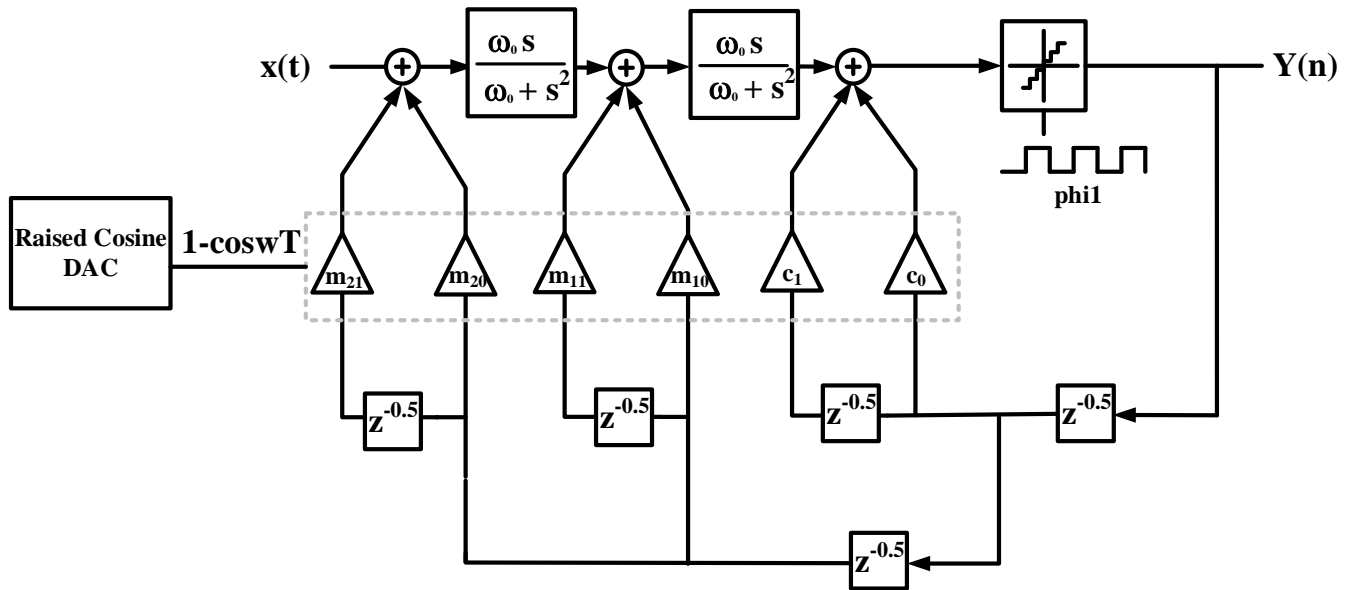 x(t)
+
ω₀ s
ω₀ + s²
+
ω₀ s
ω₀ + s²
+
Y(n)
phi1
Raised Cosine
DAC
1-coswT
m₂₁
m₂₀
m₁₁
m₁₀
c₁
c₀
z⁻⁰·⁵
z⁻⁰·⁵
z⁻⁰·⁵
z⁻⁰·⁵
z⁻⁰·⁵